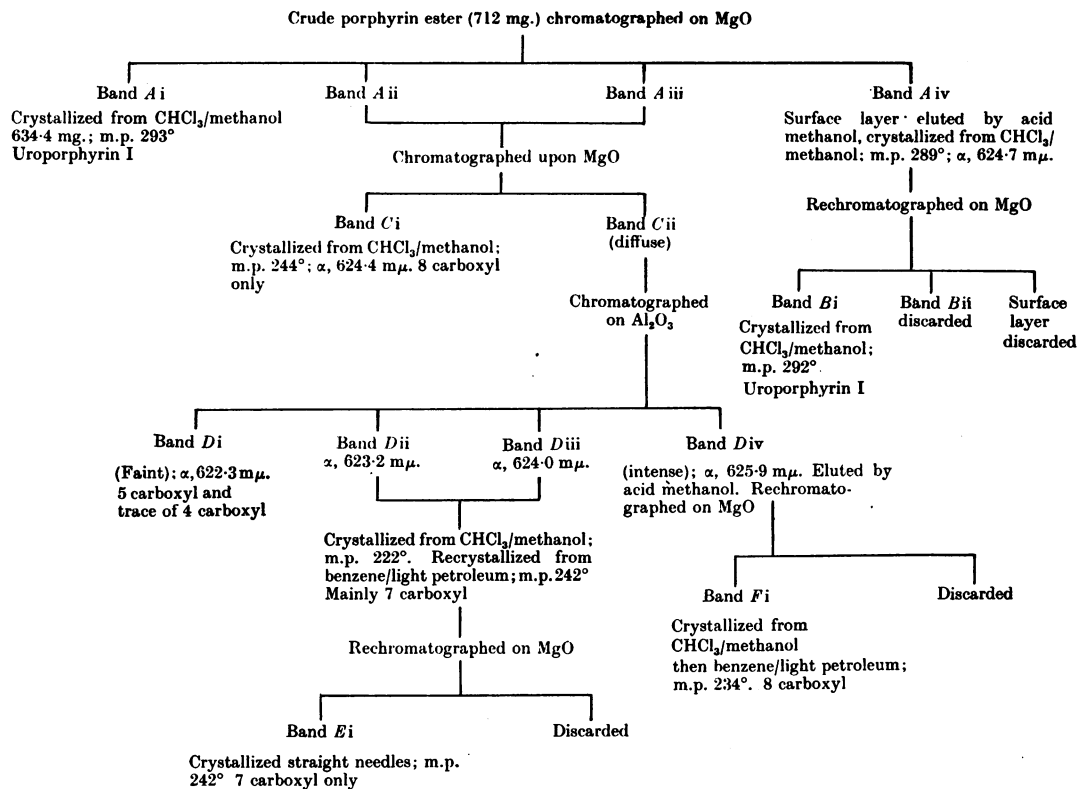 Crude porphyrin ester (712 mg.) chromatographed on MgO
Band A i
Crystallized from CHCl₃/methanol
634·4 mg.; m.p. 293°
Uroporphyrin I
Band A ii
Band A iii
Band A iv
Surface layer eluted by acid
methanol, crystallized from CHCl₃/
methanol; m.p. 289°; α, 624·7 mμ.
Chromatographed upon MgO
Rechromatographed on MgO
Band C i
Crystallized from CHCl₃/methanol;
m.p. 244°; α, 624·4 mμ. 8 carboxyl
only
Band C ii
(diffuse)
Chromatographed
on Al₂O₃
Band B i
Crystallized from
CHCl₃/methanol;
m.p. 292°
Uroporphyrin I
Band B ii
discarded
Surface
layer
discarded
Band D i
(Faint); α, 622·3 mμ.
5 carboxyl and
trace of 4 carboxyl
Band D ii
α, 623·2 mμ.
Band D iii
α, 624·0 mμ.
Band D iv
(intense); α, 625·9 mμ. Eluted by
acid methanol. Rechromato-
graphed on MgO
Crystallized from CHCl₃/methanol;
m.p. 222°. Recrystallized from
benzene/light petroleum; m.p. 242°
Mainly 7 carboxyl
Band F i
Crystallized from
CHCl₃/methanol
then benzene/light petroleum;
m.p. 234°. 8 carboxyl
Discarded
Rechromatographed on MgO
Band E i
Crystallized straight needles; m.p.
242° 7 carboxyl only
Discarded